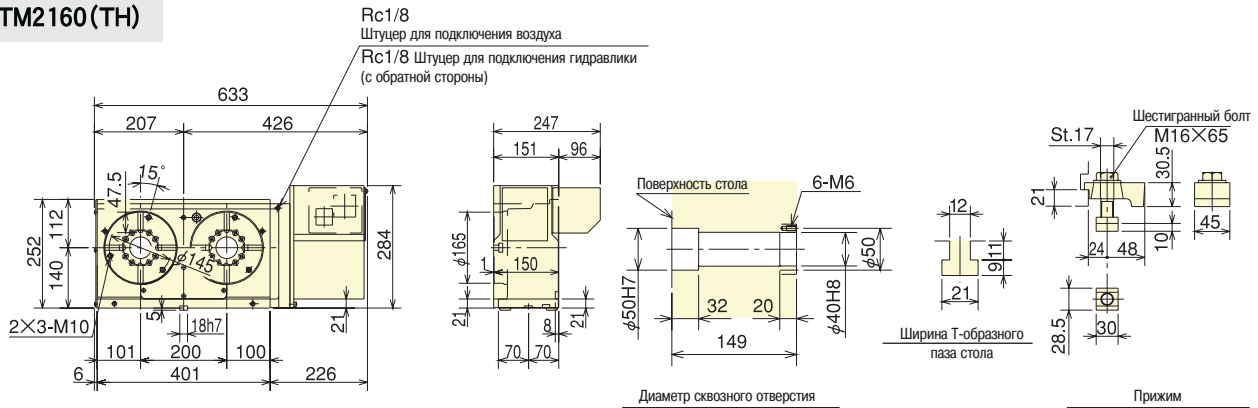 TM2160(TH)
Rc1/8
Штуцер для подключения воздуха
Rc1/8 Штуцер для подключения гидравлики
(с обратной стороны)
633
207
426
15°
47.5
112
252
140
ϕ145
284
5
18h7
21
2×3-M10
101
200
100
6
401
226
247
151
96
ϕ165
1
150
21
8
21
70
70
Поверхность стола
6-M6
ϕ50H7
32
20
ϕ40H8
ϕ50
149
Диаметр сквозного отверстия
12
11
9
21
Ширина Т-образного
паза стола
Шестигранный болт
St.17
M16×65
30.5
21
24
48
10
45
28.5
30
Прижим